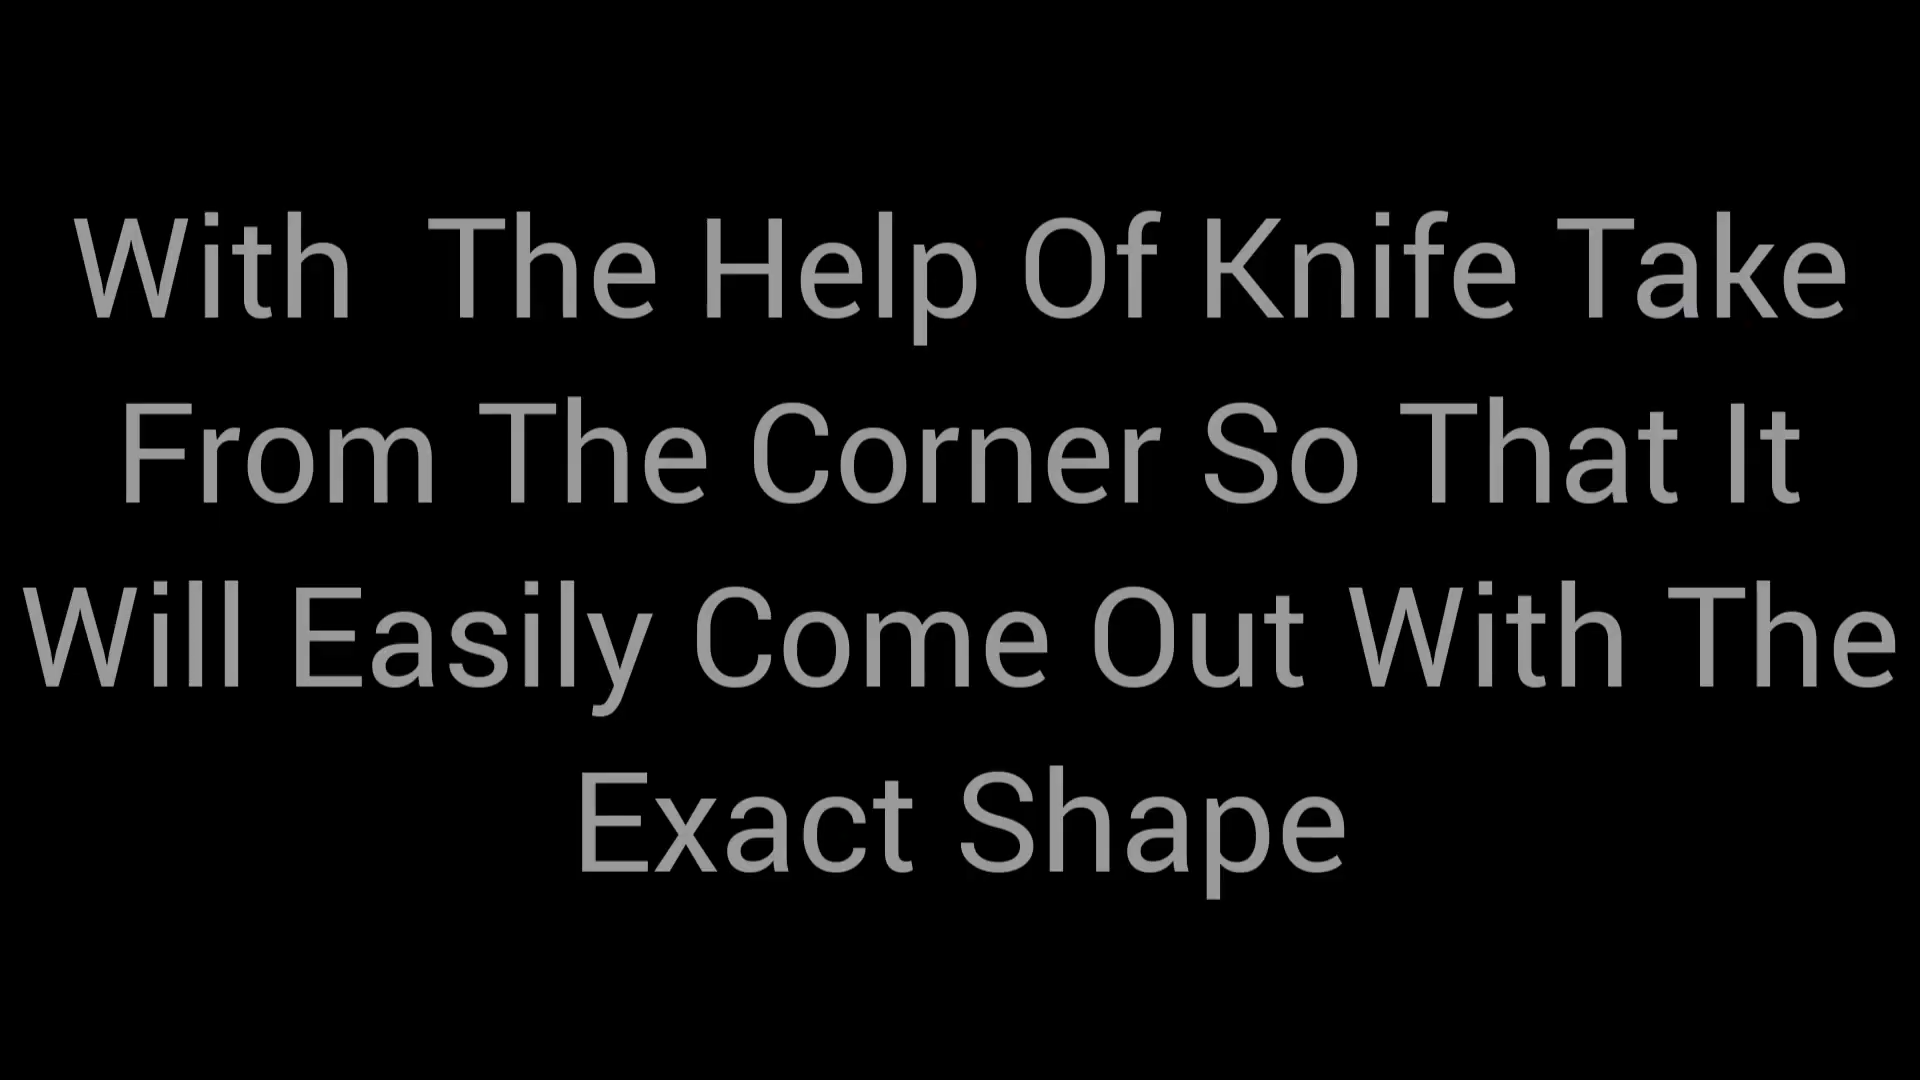 With  The Help Of Knife Take
From The Corner So That It
Will Easily Come Out With The
Exact Shape